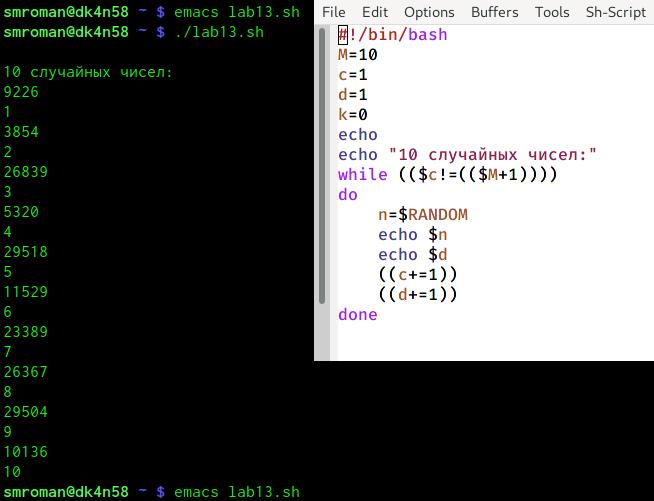 smroman@dk4n58 ~ $ emacs lab13.sh
smroman@dk4n58 ~ $ ./lab13.sh
10 случайных чисел:
9226
1
3854
2
26839
3
5320
4
29518
5
11529
6
23389
7
26367
8
29504
9
10136
10
smroman@dk4n58 ~ $ emacs lab13.sh
File Edit Options Buffers Tools Sh-Script
#!/bin/bash
M=10
c=1
d=1
k=0
echo
echo "10 случайных чисел:"
while (($c!=(($M+1))))
do
    n=$RANDOM
    echo $n
    echo $d
    ((c+=1))
    ((d+=1))
done